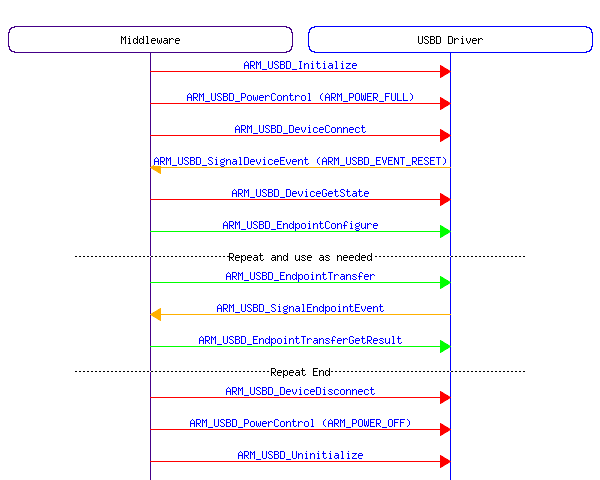 Middleware
USBD Driver
ARM_USBD_Initialize
ARM_USBD_PowerControl (ARM_POWER_FULL)
ARM_USBD_DeviceConnect
ARM_USBD_SignalDeviceEvent (ARM_USBD_EVENT_RESET)
ARM_USBD_DeviceGetState
ARM_USBD_EndpointConfigure
Repeat and use as needed
ARM_USBD_EndpointTransfer
ARM_USBD_SignalEndpointEvent
ARM_USBD_EndpointTransferGetResult
Repeat End
ARM_USBD_DeviceDisconnect
ARM_USBD_PowerControl (ARM_POWER_OFF)
ARM_USBD_Uninitialize